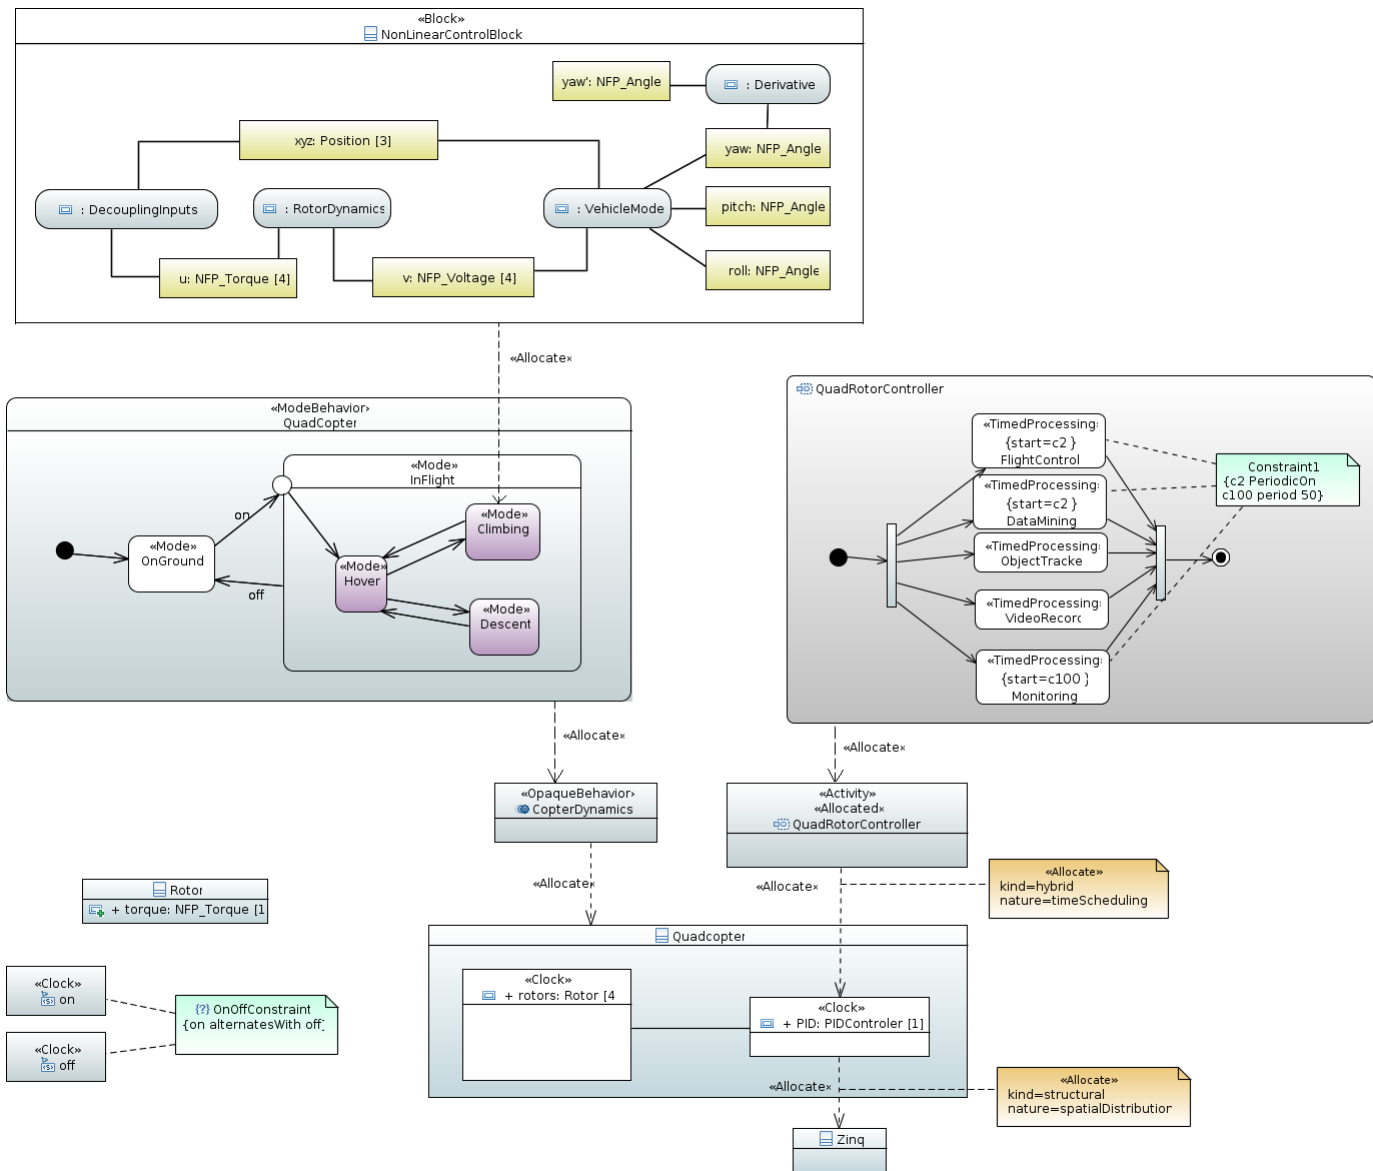 «Block»
NonLinearControlBlock
yaw': NFP_Angle
: Derivative
xyz: Position [3]
yaw: NFP_Angle
: DecouplingInputs
: RotorDynamics
: VehicleMode
pitch: NFP_Angle
u: NFP_Torque [4]
v: NFP_Voltage [4]
roll: NFP_Angle
«Allocate»
«ModeBehavior»
QuadCopter
«Mode»
InFlight
on
«Mode»
OnGround
off
«Mode»
Climbing
«Mode»
Hover
«Mode»
Descent
QuadRotorController
«TimedProcessing:
{start=c2 }
FlightControl
«TimedProcessing:
{start=c2 }
DataMining
«TimedProcessing:
ObjectTracke
«TimedProcessing:
VideoRecorc
«TimedProcessing:
{start=c100 }
Monitoring
Constraint1
{c2 PeriodicOn
c100 period 50}
«Allocate»
«Allocate»
«OpaqueBehavior»
CopterDynamics
«Activity»
«Allocated»
QuadRotorController
«Allocate»
«Allocate»
«Allocate»
kind=hybrid
nature=timeScheduling
Rotor
+ torque: NFP_Torque [1
Quadcopter
«Clock»
+ rotors: Rotor [4
«Clock»
+ PID: PIDControler [1]
«Clock»
on
«Clock»
off
{?} OnOffConstraint
{on alternatesWith off}
«Allocate»
«Allocate»
kind=structural
nature=spatialDistribution
Zinq